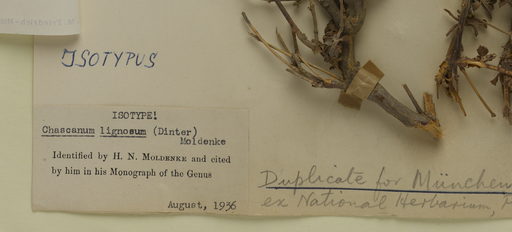 ISOTYPUS
ISOTYPE!
Chascanum lignosum (Dinter)
Moldenke
Identified by H. N. MOLDENKE and cited
by him in his Monograph of the Genus
August, 1936
Duplicate for München
ex National Herbarium,